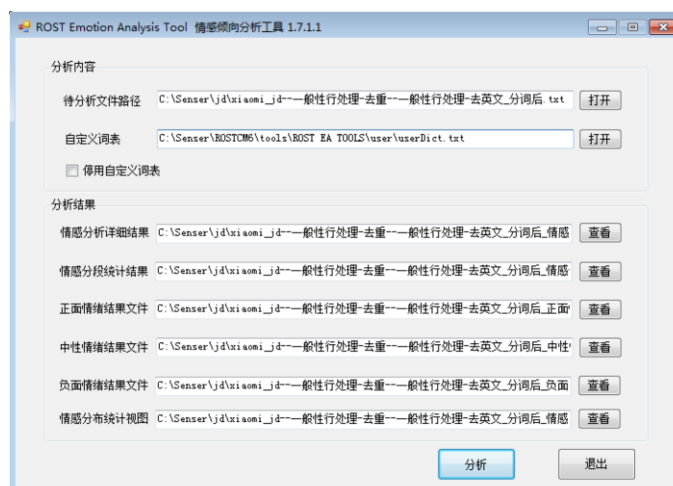 ROST Emotion Analysis Tool 情感倾向分析工具 1.7.1.1
分析内容
待分析文件路径 C:\Senser\jd\xiaomi_jd--一般性行处理-去重--一般性行处理-去英文_分词后.txt 打开
自定义词表 C:\Senser\ROSTCM6\tools\ROST EA TOOLS\user\userDict.txt 打开
停用自定义词表
分析结果
情感分析详细结果 C:\Senser\jd\xiaomi_jd--一般性行处理-去重--一般性行处理-去英文_分词后_情感 查看
情感分段统计结果 C:\Senser\jd\xiaomi_jd--一般性行处理-去重--一般性行处理-去英文_分词后_情感 查看
正面情绪结果文件 C:\Senser\jd\xiaomi_jd--一般性行处理-去重--一般性行处理-去英文_分词后_正面 查看
中性情绪结果文件 C:\Senser\jd\xiaomi_jd--一般性行处理-去重--一般性行处理-去英文_分词后_中性 查看
负面情绪结果文件 C:\Senser\jd\xiaomi_jd--一般性行处理-去重--一般性行处理-去英文_分词后_负面 查看
情感分布统计视图 C:\Senser\jd\xiaomi_jd--一般性行处理-去重--一般性行处理-去英文_分词后_情感 查看
分析 退出